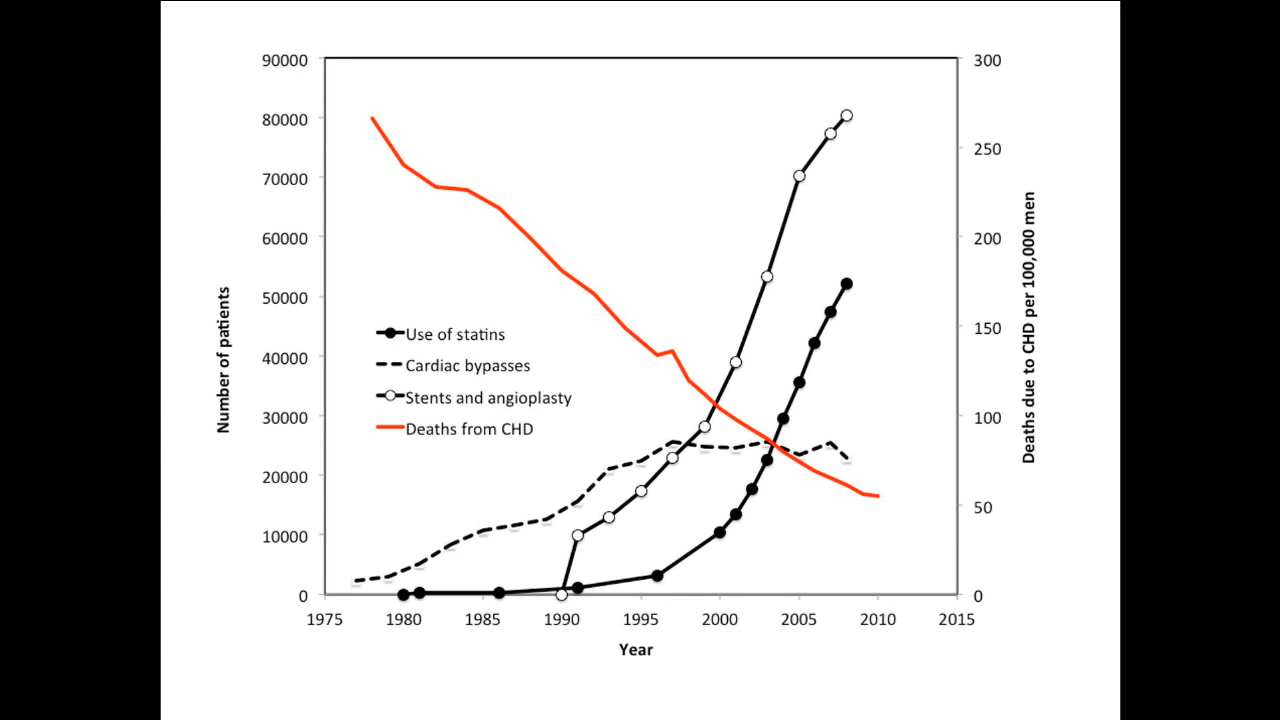 90000
80000
70000
60000
50000
40000
30000
20000
10000
0
Number of patients
300
250
200
150
100
50
0
Deaths due to CHD per 100,000 men
Use of statins
Cardiac bypasses
Stents and angioplasty
Deaths from CHD
1975 1980 1985 1990 1995 2000 2005 2010 2015
Year